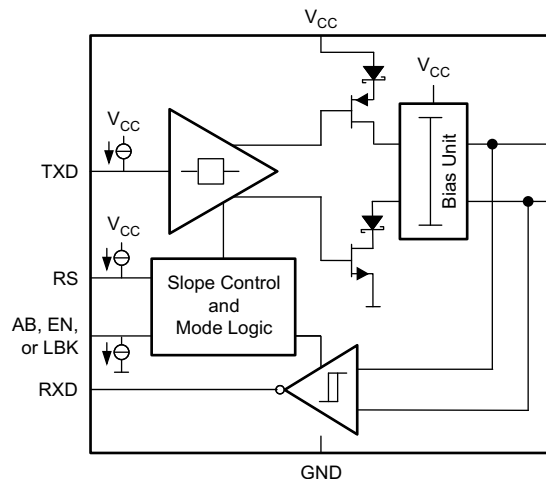 VCC
VCC
VCC
TXD
Bias Unit
VCC
RS
Slope Control
and
Mode Logic
AB, EN,
or LBK
RXD
GND